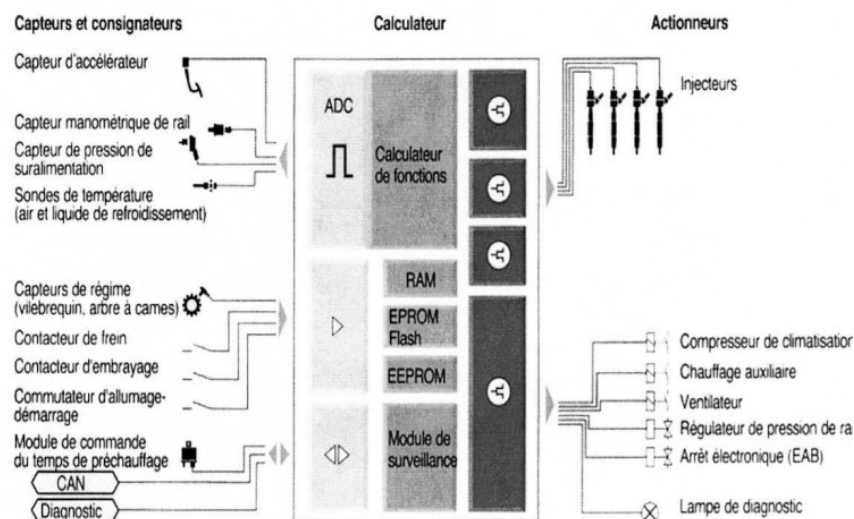 Capteurs et consignateurs
Calculateur
Actionneurs
Capteur d'accélérateur
Capteur manométrique de rail
Capteur de pression de
suralimentation
Sondes de température
(air et liquide de refroidissement)
Capteurs de régime
(vilebrequin, arbre à cames)
Contacteur de frein
Contacteur d'embrayage
Commutateur d'allumage-
démarrage
Module de commande
du temps de préchauffage
CAN
Diagnostic
ADC
Calculateur
de fonctions
RAM
EPROM
Flash
EEPROM
Module de
surveillance
Injecteurs
Compresseur de climatisation
Chauffage auxiliaire
Ventilateur
Régulateur de pression de ra
Arrêt électronique (EAB)
Lampe de diagnostic